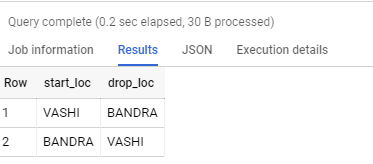 Query complete (0.2 sec elapsed, 30 B processed)
Job information Results JSON Execution details
Row start_loc drop_loc
1 VASHI BANDRA
2 BANDRA VASHI